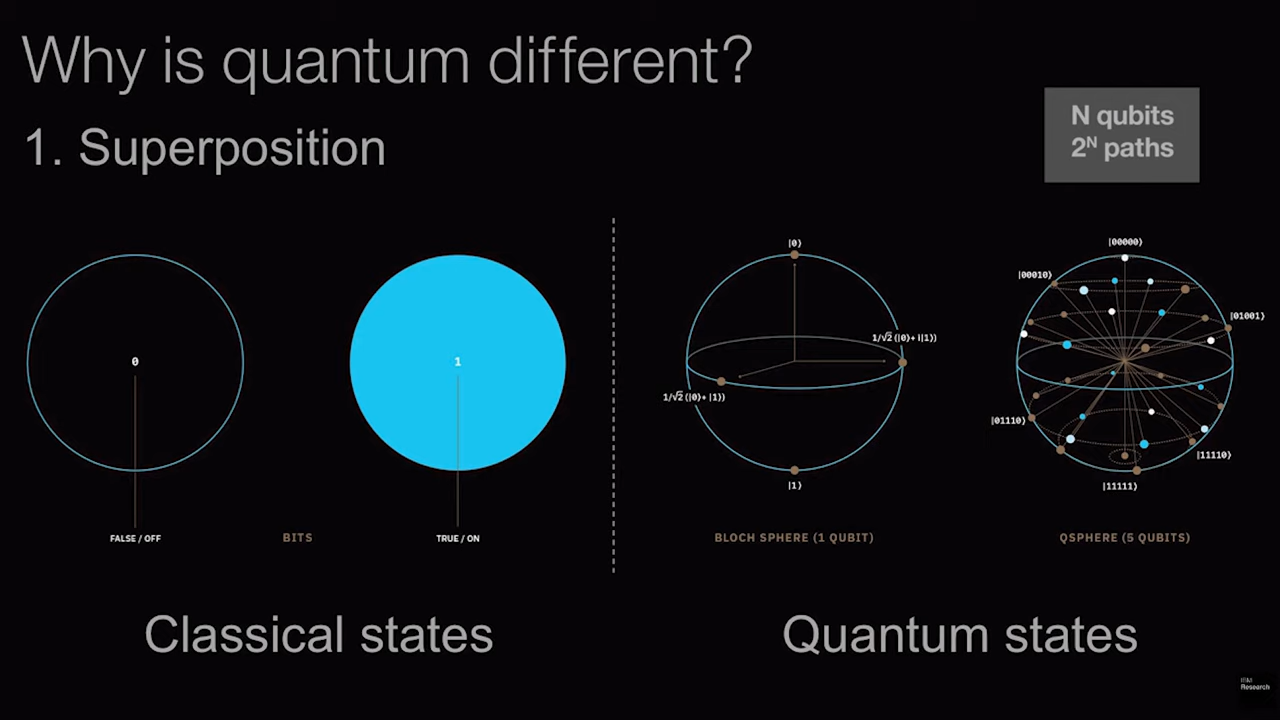 Why is quantum different?
1. Superposition
N qubits
2ᴺ paths
0
1
FALSE / OFF
BITS
TRUE / ON
|0⟩
1/√2 (|0⟩+ i|1⟩)
1/√2 (|0⟩+ |1⟩)
|1⟩
BLOCH SPHERE (1 QUBIT)
|00000⟩
|00010⟩
|01001⟩
|01110⟩
|11110⟩
|11111⟩
QSPHERE (5 QUBITS)
Classical states
Quantum states
IBM
Research